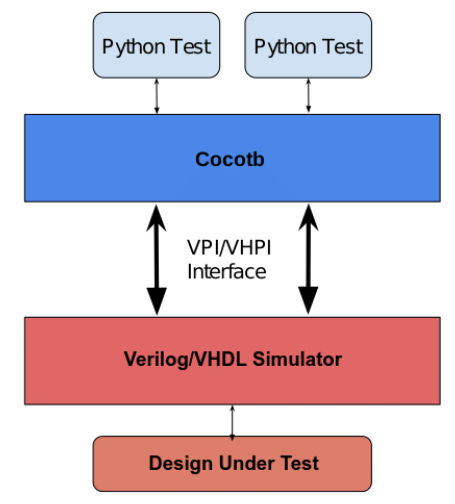 Python Test
Python Test
Cocotb
VPI/VHPI
Interface
Verilog/VHDL Simulator
Design Under Test